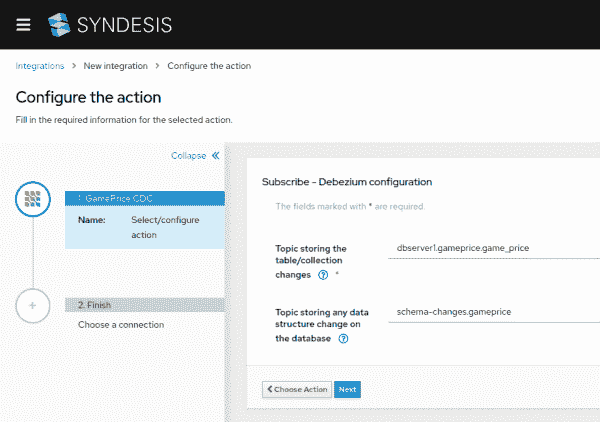 SYNDESIS
Integrations > New integration > Configure the action
Configure the action
Fill in the required information for the selected action.
Collapse «
1. GamePrice CDC
Name: Select/configure
action
2. Finish
Choose a connection
Subscribe - Debezium configuration
The fields marked with * are required.
Topic storing the
table/collection
changes ? *
dbserver1.gameprice.game_price
Topic storing any data
structure change on
the database ?
schema-changes.gameprice
< Choose Action
Next